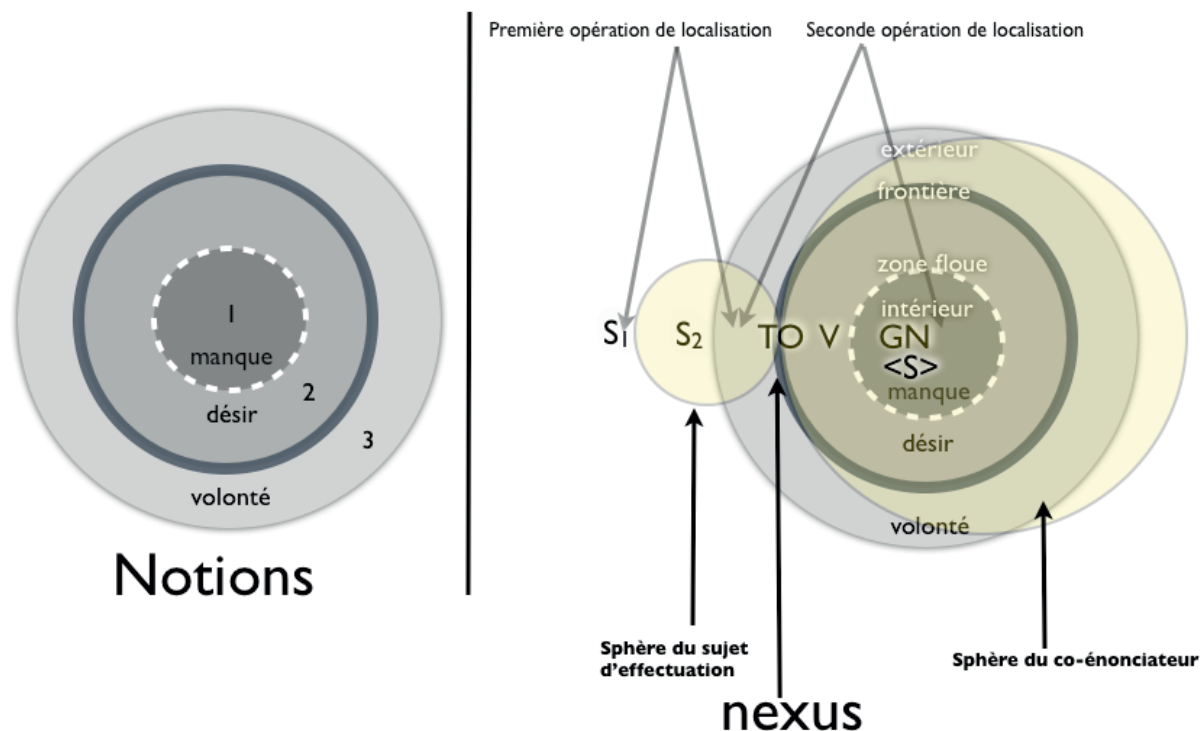 Première opération de localisation
Seconde opération de localisation
1
manque
2
désir
3
volonté
Notions
extérieur
frontière
zone floue
intérieur
S1 S2 TO V GN
<S>
manque
désir
volonté
Sphère du sujet
d'effectuation
Sphère du co-énonciateur
nexus